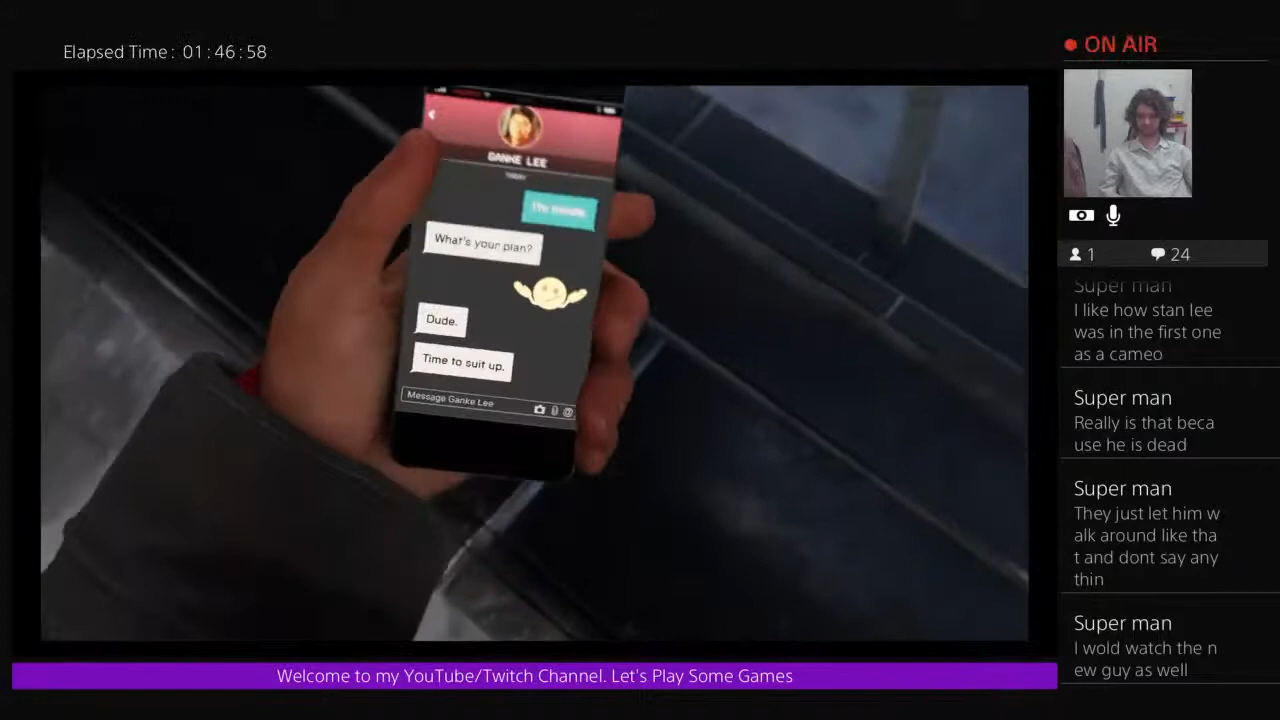 Elapsed Time: 01:46:58
ON AIR
GANKE LEE
TODAY
What's your plan?
Dude.
Time to suit up.
Message Ganke Lee
1
24
Super man
I like how stan lee
was in the first one
as a cameo
Super man
Really is that beca
use he is dead
Super man
They just let him w
alk around like tha
t and dont say any
thin
Super man
I wold watch the n
ew guy as well
Welcome to my YouTube/Twitch Channel. Let's Play Some Games